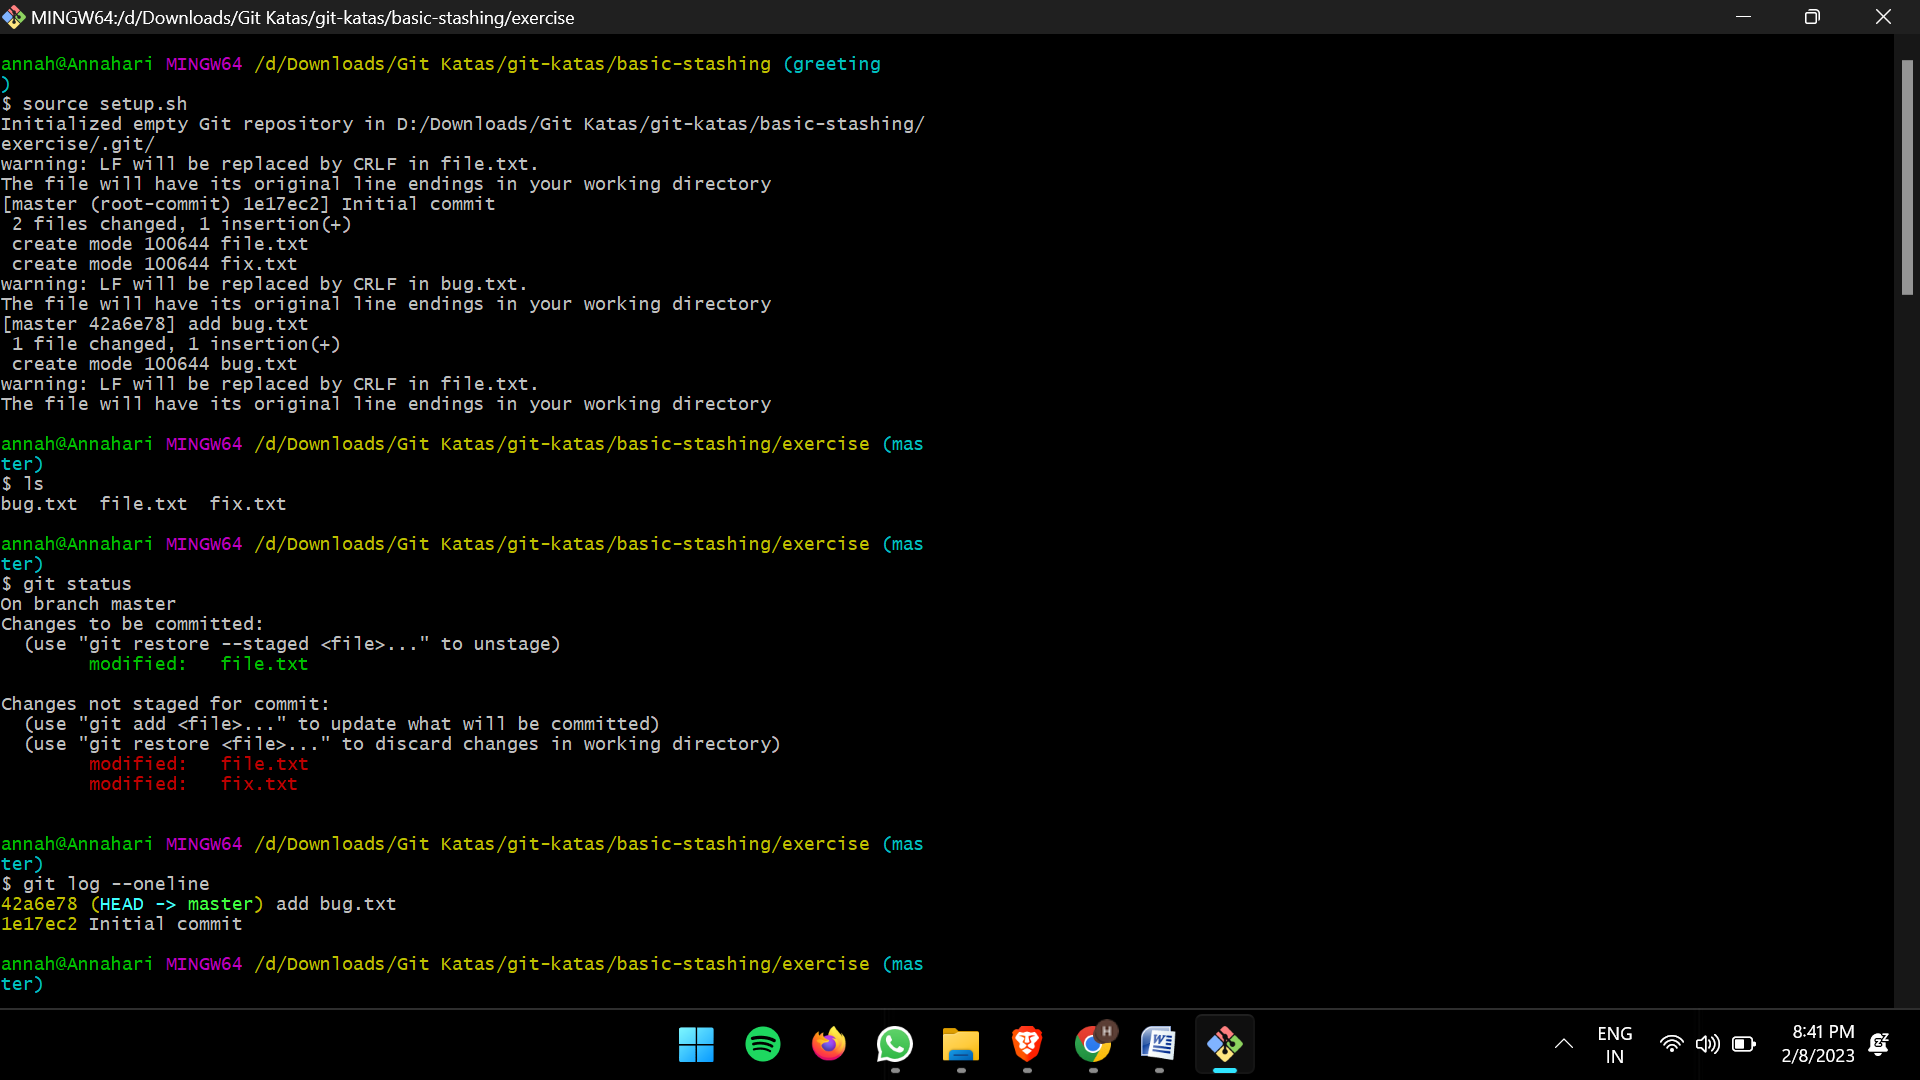 MINGW64:/d/Downloads/Git Katas/git-katas/basic-stashing/exercise
annah@Annahari MINGW64 /d/Downloads/Git Katas/git-katas/basic-stashing (greeting
)
$ source setup.sh
Initialized empty Git repository in D:/Downloads/Git Katas/git-katas/basic-stashing/
exercise/.git/
warning: LF will be replaced by CRLF in file.txt.
The file will have its original line endings in your working directory
[master (root-commit) 1e17ec2] Initial commit
 2 files changed, 1 insertion(+)
 create mode 100644 file.txt
 create mode 100644 fix.txt
warning: LF will be replaced by CRLF in bug.txt.
The file will have its original line endings in your working directory
[master 42a6e78] add bug.txt
 1 file changed, 1 insertion(+)
 create mode 100644 bug.txt
warning: LF will be replaced by CRLF in file.txt.
The file will have its original line endings in your working directory
annah@Annahari MINGW64 /d/Downloads/Git Katas/git-katas/basic-stashing/exercise (mas
ter)
$ ls
bug.txt  file.txt  fix.txt
annah@Annahari MINGW64 /d/Downloads/Git Katas/git-katas/basic-stashing/exercise (mas
ter)
$ git status
On branch master
Changes to be committed:
  (use "git restore --staged <file>..." to unstage)
        modified:   file.txt
Changes not staged for commit:
  (use "git add <file>..." to update what will be committed)
  (use "git restore <file>..." to discard changes in working directory)
        modified:   file.txt
        modified:   fix.txt
annah@Annahari MINGW64 /d/Downloads/Git Katas/git-katas/basic-stashing/exercise (mas
ter)
$ git log --oneline
42a6e78 (HEAD -> master) add bug.txt
1e17ec2 Initial commit
annah@Annahari MINGW64 /d/Downloads/Git Katas/git-katas/basic-stashing/exercise (mas
ter)
H
W
ENG
IN
8:41 PM
2/8/2023